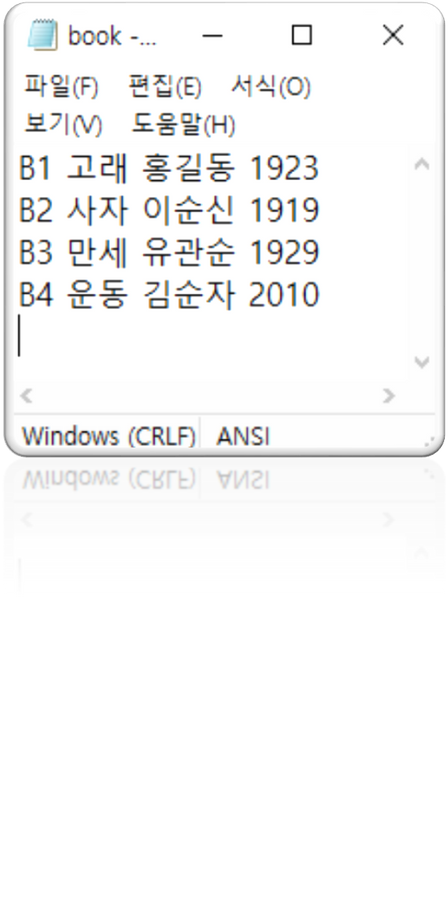 book -...
파일(F) 편집(E) 서식(O)
보기(V) 도움말(H)
B1 고래 홍길동 1923
B2 사자 이순신 1919
B3 만세 유관순 1929
B4 운동 김순자 2010
Windows (CRLF) ANSI